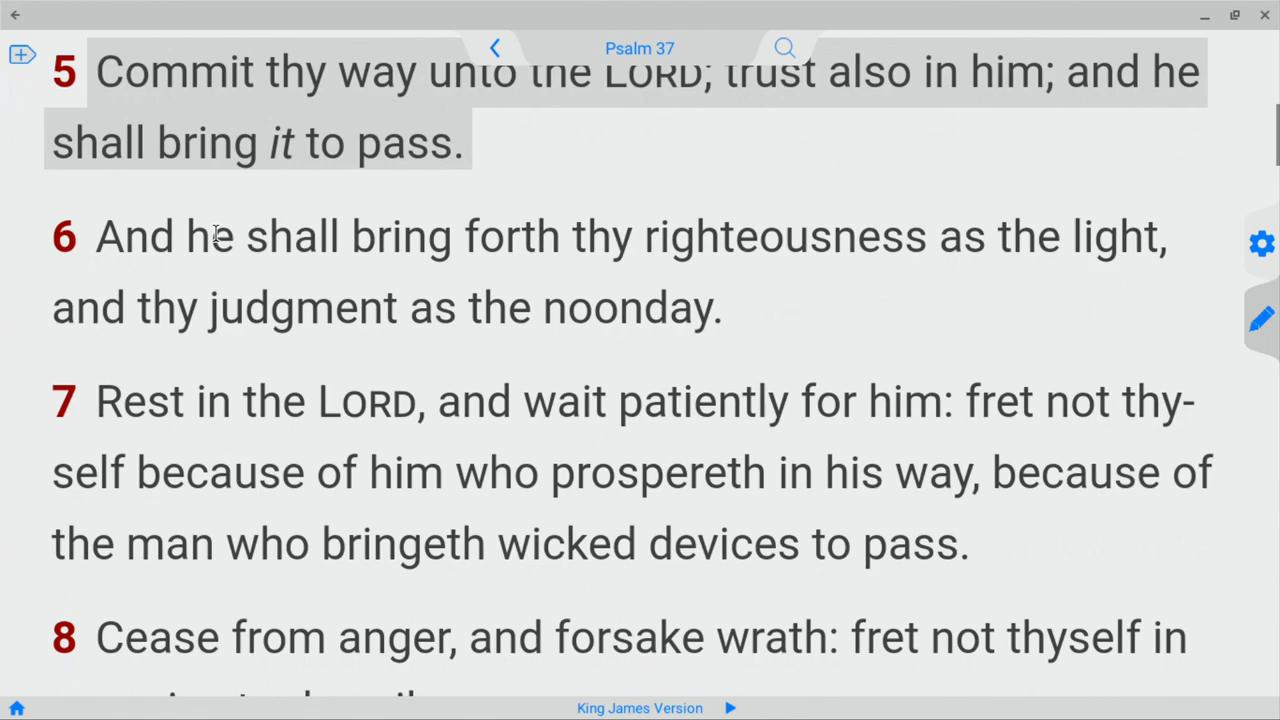 Psalm 37
5 Commit thy way unto the LORD; trust also in him; and he
shall bring it to pass.
6 And he shall bring forth thy righteousness as the light,
and thy judgment as the noonday.
7 Rest in the LORD, and wait patiently for him: fret not thy-
self because of him who prospereth in his way, because of
the man who bringeth wicked devices to pass.
8 Cease from anger, and forsake wrath: fret not thyself in
King James Version